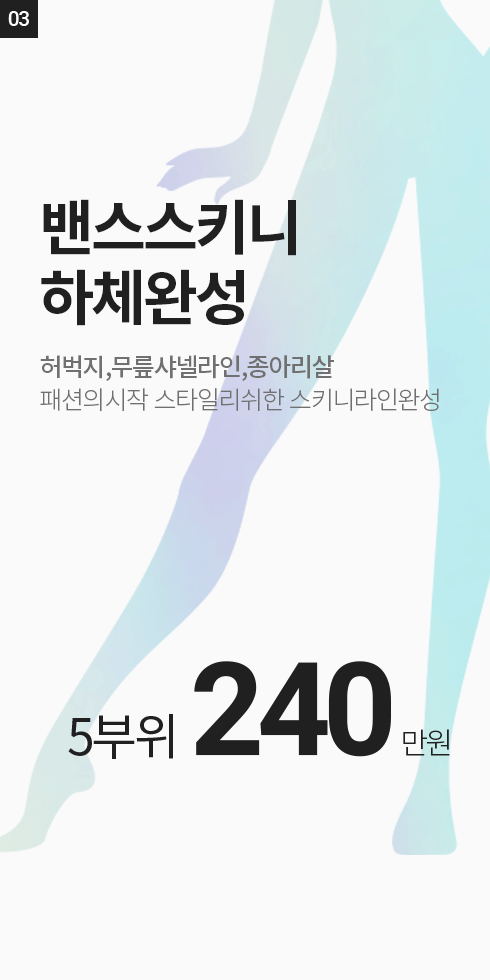 03
밴스스키니
하체완성
허벅지,무릎샤넬라인,종아리살
패션의시작 스타일리쉬한 스키니라인완성
5부위 240 만원